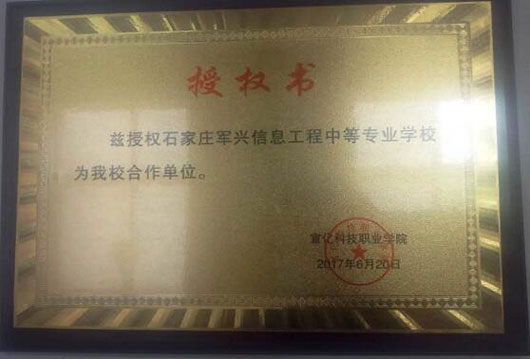 授权书
兹授权石家庄军兴信息工程中等专业学校
为我校合作单位。
宣化科技职业学院
2017年6月20日